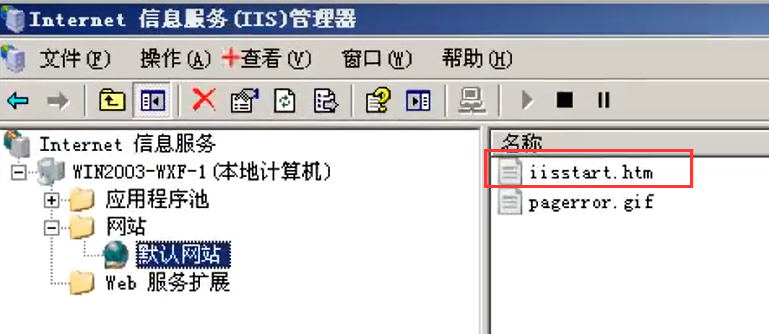 Internet 信息服务(IIS)管理器
文件(F) 操作(A) 查看(V) 窗口(W) 帮助(H)
Internet 信息服务
WIN2003-WXF-1(本地计算机)
应用程序池
网站
默认网站
Web 服务扩展
名称
iisstart.htm
pagerror.gif